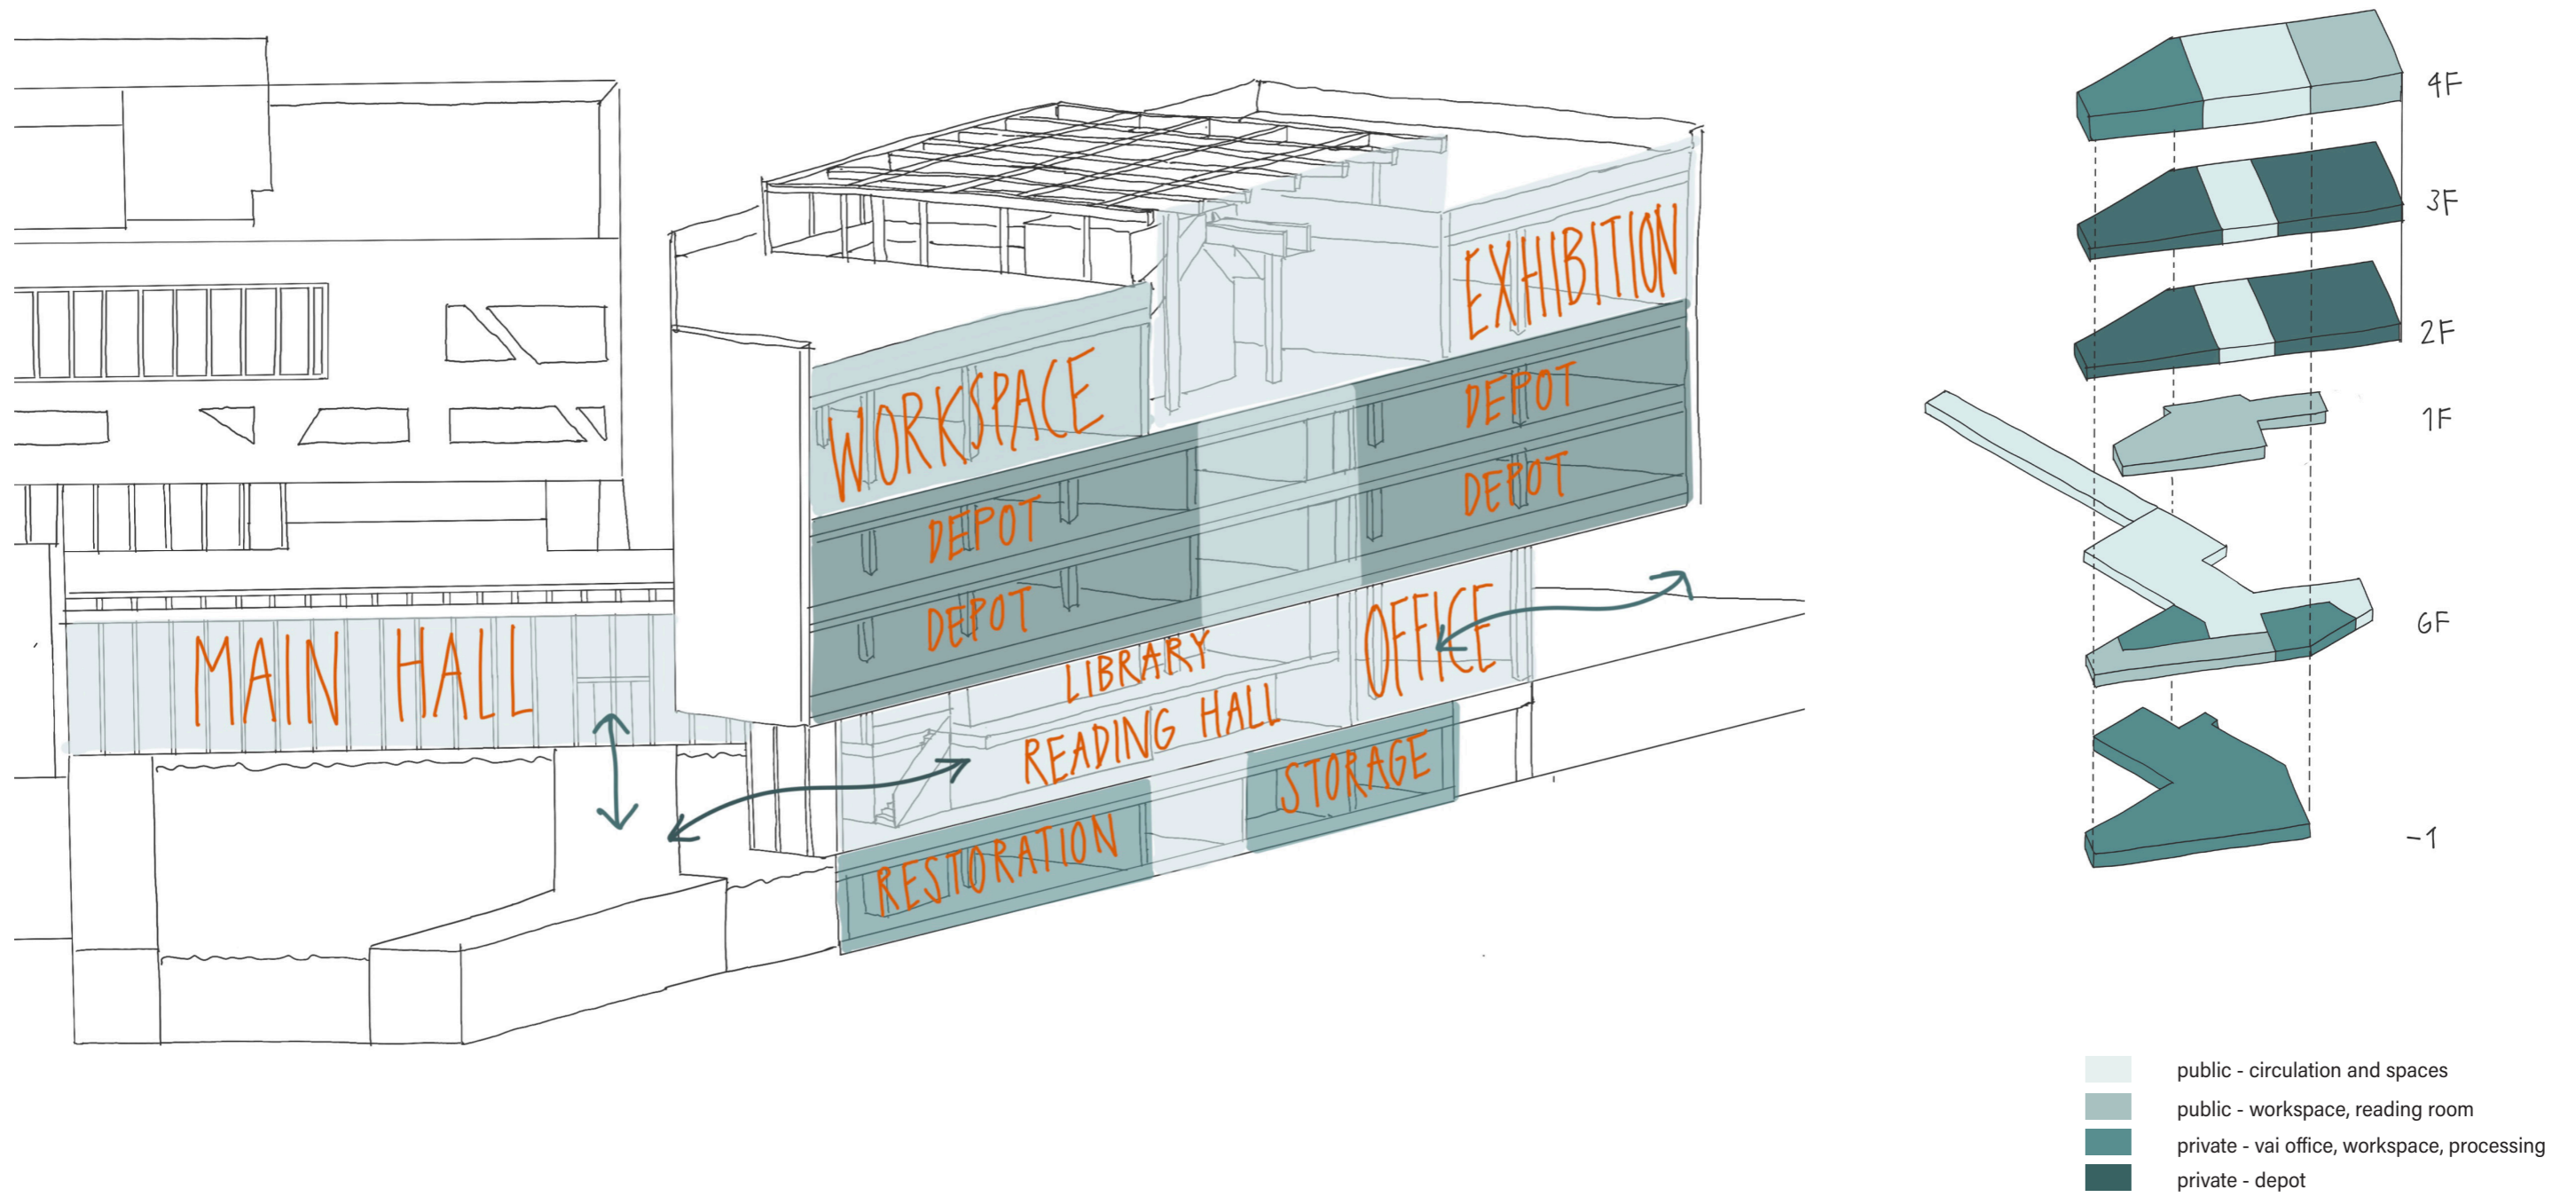 EXHIBITION
WORKSPACE
DEPOT
DEPOT
DEPOT
DEPOT
MAIN HALL
LIBRARY
OFFICE
READING HALL
STORAGE
RESTORATION
4F
3F
2F
1F
GF
-1
public - circulation and spaces
public - workspace, reading room
private - vai office, workspace, processing
private - depot